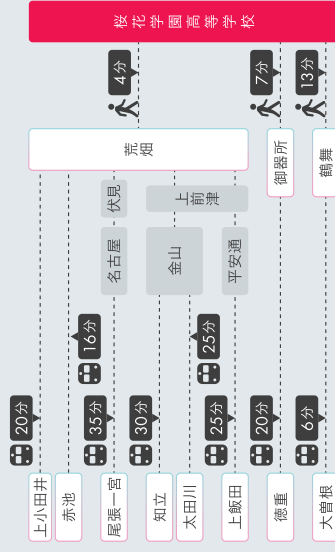 桜花学園高等学校
4分
7分
13分
荒畑
御器所
鶴舞
伏見
上前津
名古屋
金山
平安通
16分
25分
20分
35分
30分
25分
20分
6分
上小田井
赤池
尾張一宮
知立
太田川
上飯田
徳重
大曽根